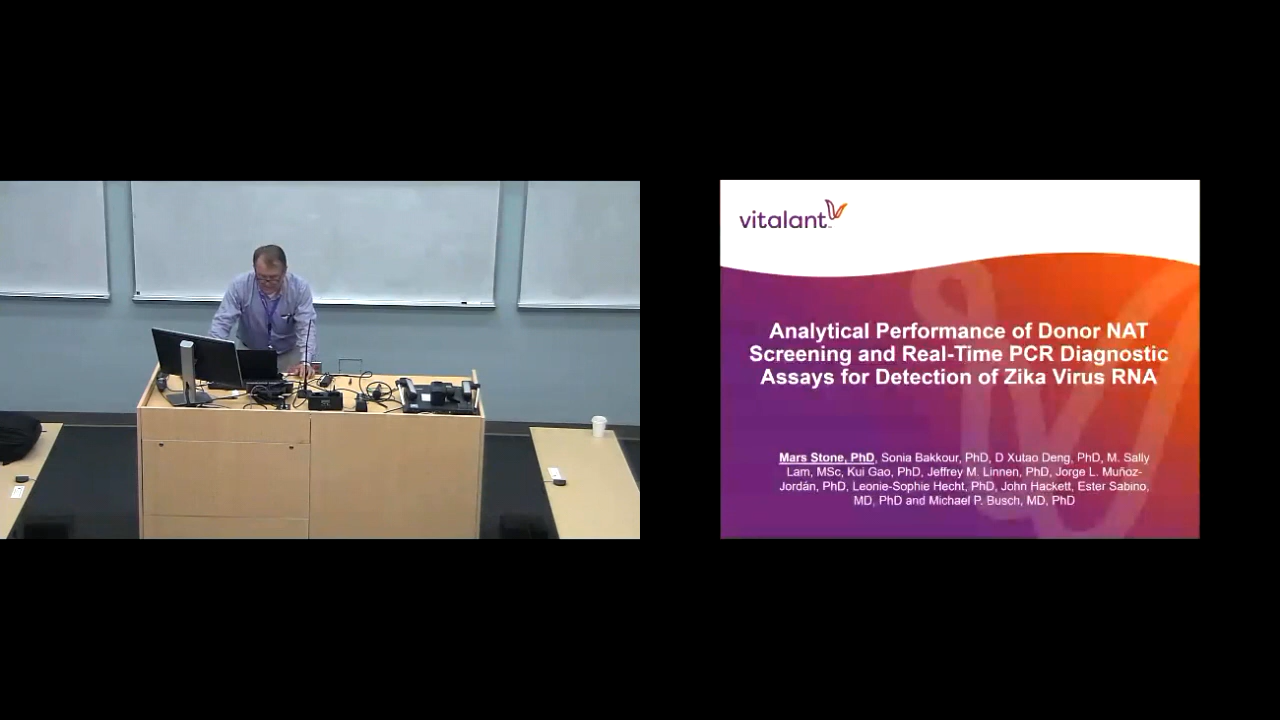 vitalant
Analytical Performance of Donor NAT
Screening and Real-Time PCR Diagnostic
Assays for Detection of Zika Virus RNA
Mars Stone, PhD, Sonia Bakkour, PhD, D Xutao Deng, PhD, M. Sally
Lam, MSc, Kui Gao, PhD, Jeffrey M. Linnen, PhD, Jorge L. Muñoz-
Jordán, PhD, Leonie-Sophie Hecht, PhD, John Hackett, Ester Sabino,
MD, PhD and Michael P. Busch, MD, PhD